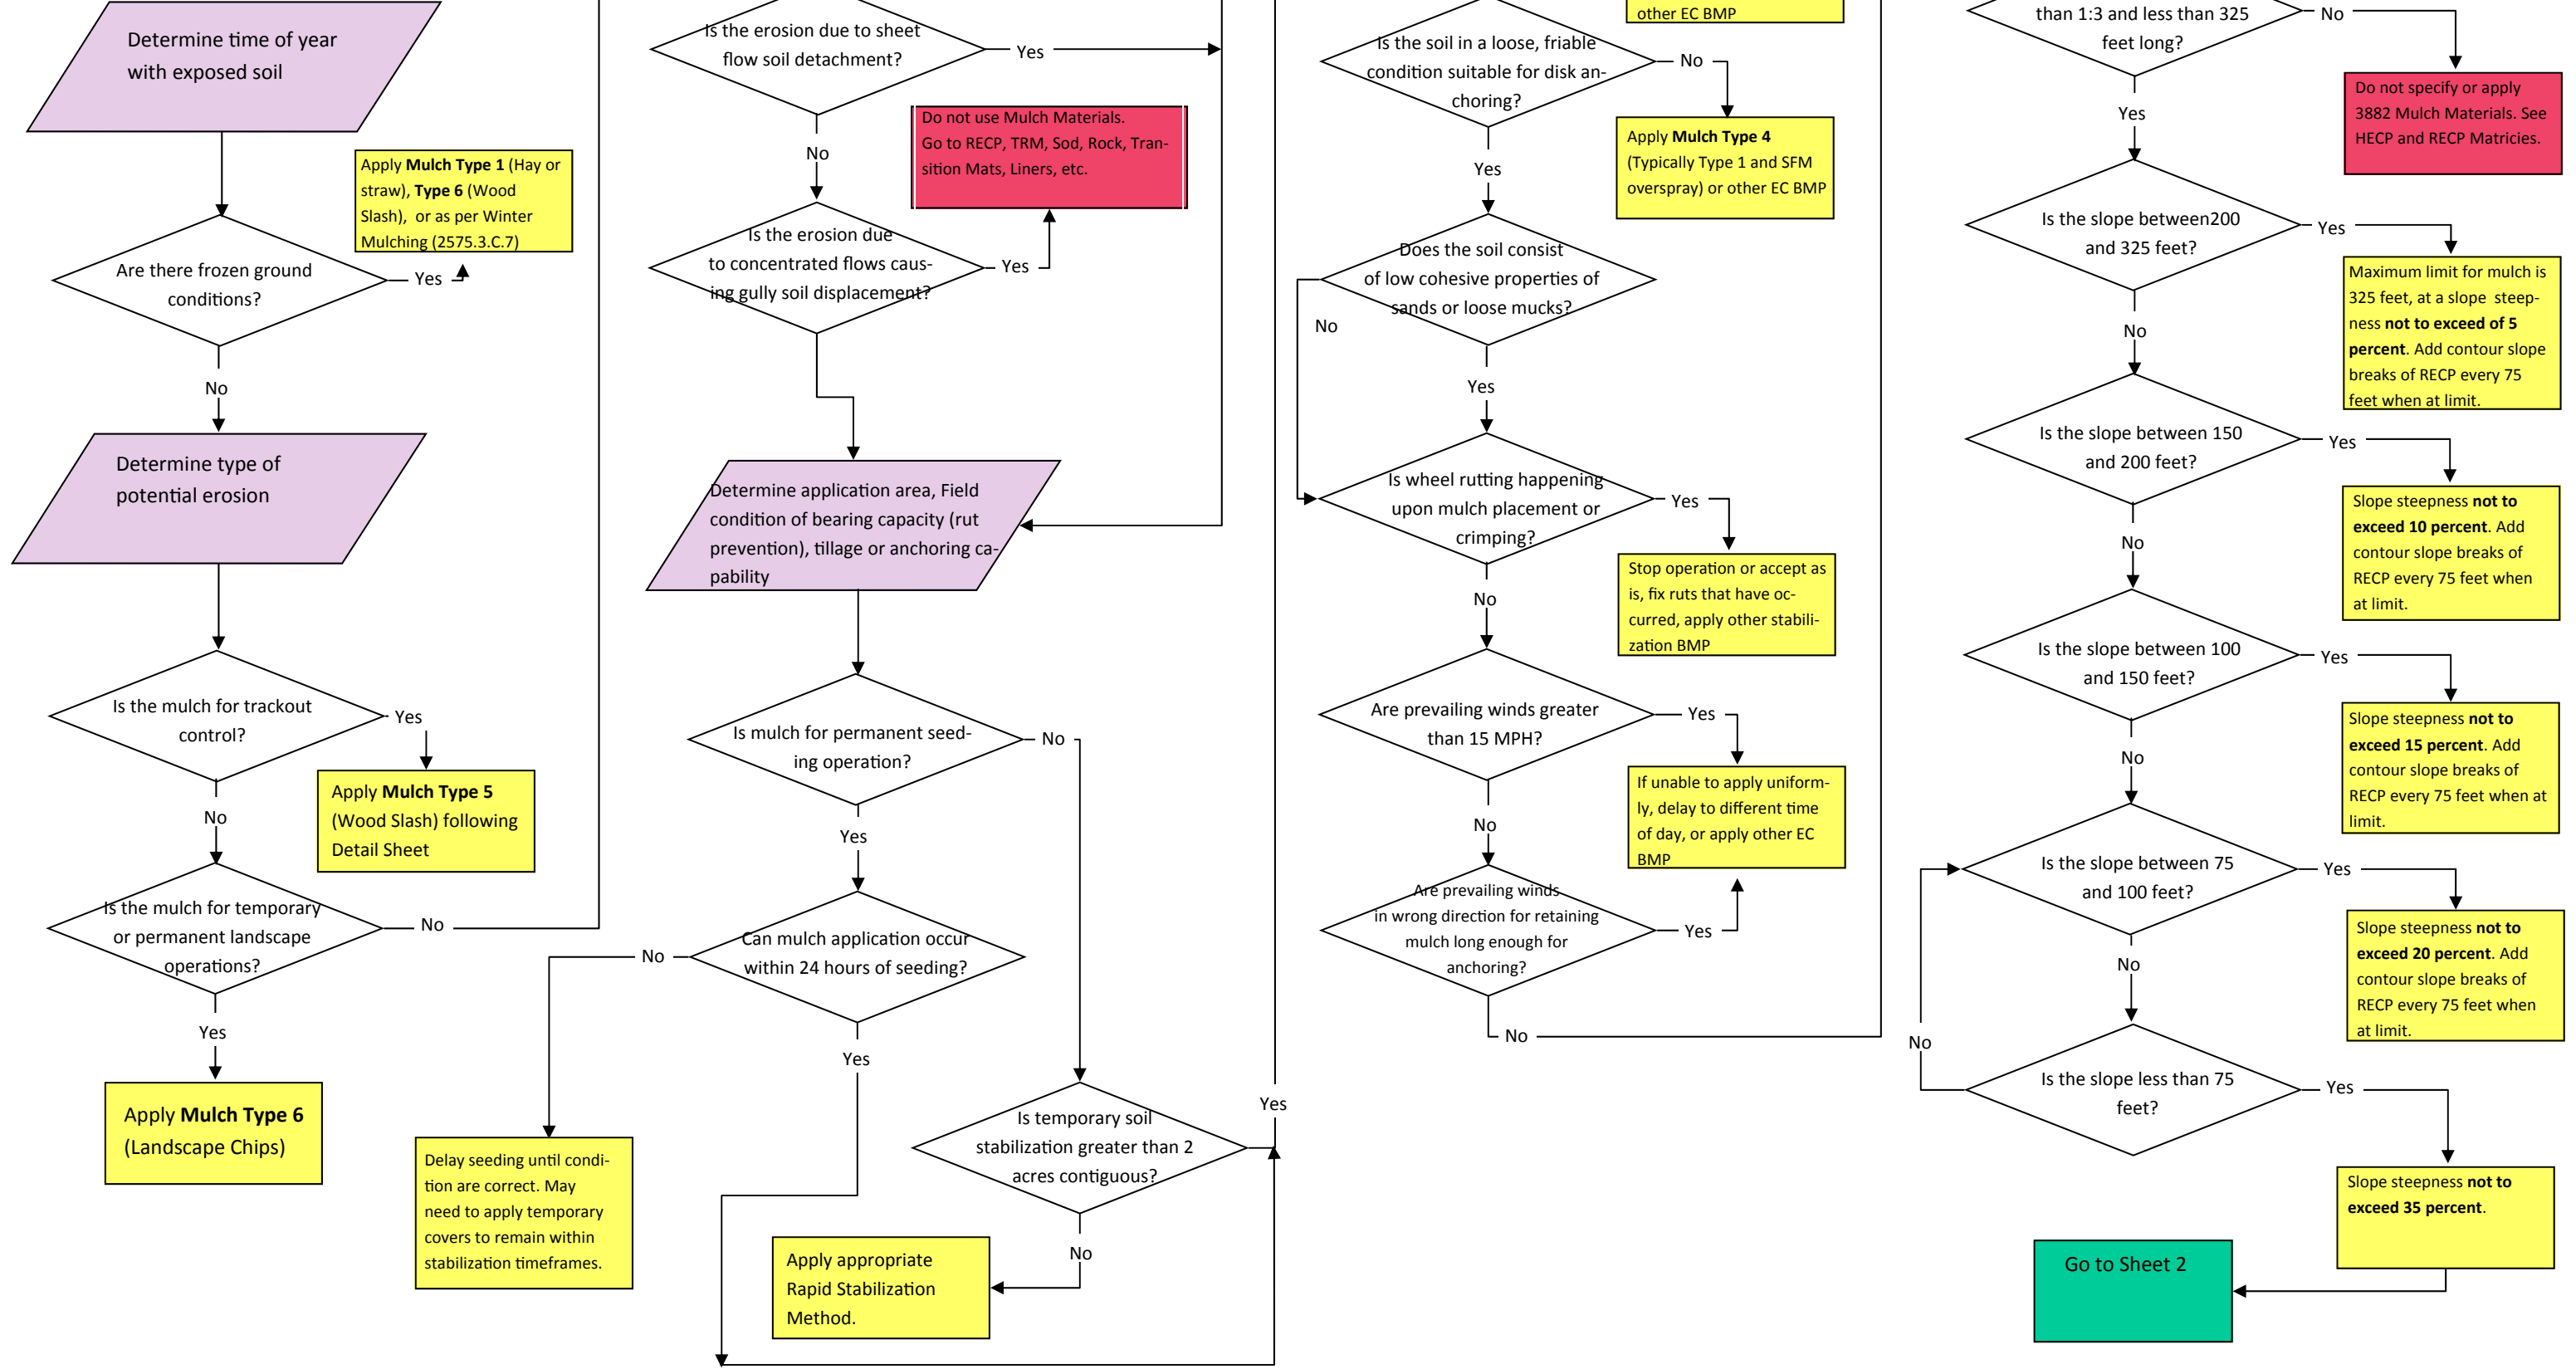 Determine time of year
with exposed soil
Apply Mulch Type 1 (Hay or
straw), Type 6 (Wood
Slash),  or as per Winter
Mulching (2575.3.C.7)
Are there frozen ground
conditions?
Yes
No
Determine type of
potential erosion
Is the mulch for trackout
control?
Yes
Apply Mulch Type 5
(Wood Slash) following
Detail Sheet
No
Is the mulch for temporary
or permanent landscape
operations?
No
Yes
Apply Mulch Type 6
(Landscape Chips)
Is the erosion due to sheet
flow soil detachment?
Yes
No
Do not use Mulch Materials.
Go to RECP, TRM, Sod, Rock, Tran-
sition Mats, Liners, etc.
Is the erosion due
to concentrated flows caus-
ing gully soil displacement?
Yes
Determine application area, Field
condition of bearing capacity (rut
prevention), tillage or anchoring ca-
pability
Is mulch for permanent seed-
ing operation?
No
Yes
Can mulch application occur
within 24 hours of seeding?
No
Yes
Delay seeding until condi-
tion are correct. May
need to apply temporary
covers to remain within
stabilization timeframes.
Is temporary soil
stabilization greater than 2
acres contiguous?
Yes
No
Apply appropriate
Rapid Stabilization
Method.
other EC BMP
Is the soil in a loose, friable
condition suitable for disk an-
choring?
No
Yes
Apply Mulch Type 4
(Typically Type 1 and SFM
overspray) or other EC BMP
Does the soil consist
of low cohesive properties of
sands or loose mucks?
No
Yes
Is wheel rutting happening
upon mulch placement or
crimping?
Yes
No
Stop operation or accept as
is, fix ruts that have oc-
curred, apply other stabili-
zation BMP
Are prevailing winds greater
than 15 MPH?
Yes
No
If unable to apply uniform-
ly, delay to different time
of day, or apply other EC
BMP
Are prevailing winds
in wrong direction for retaining
mulch long enough for
anchoring?
Yes
No
than 1:3 and less than 325
feet long?
No
Yes
Do not specify or apply
3882 Mulch Materials. See
HECP and RECP Matricies.
Is the slope between200
and 325 feet?
Yes
No
Maximum limit for mulch is
325 feet, at a slope  steep-
ness not to exceed of 5
percent. Add contour slope
breaks of RECP every 75
feet when at limit.
Is the slope between 150
and 200 feet?
Yes
No
Slope steepness not to
exceed 10 percent. Add
contour slope breaks of
RECP every 75 feet when
at limit.
Is the slope between 100
and 150 feet?
Yes
No
Slope steepness not to
exceed 15 percent. Add
contour slope breaks of
RECP every 75 feet when at
limit.
Is the slope between 75
and 100 feet?
Yes
No
Slope steepness not to
exceed 20 percent. Add
contour slope breaks of
RECP every 75 feet when
at limit.
Is the slope less than 75
feet?
No
Yes
Slope steepness not to
exceed 35 percent.
Go to Sheet 2